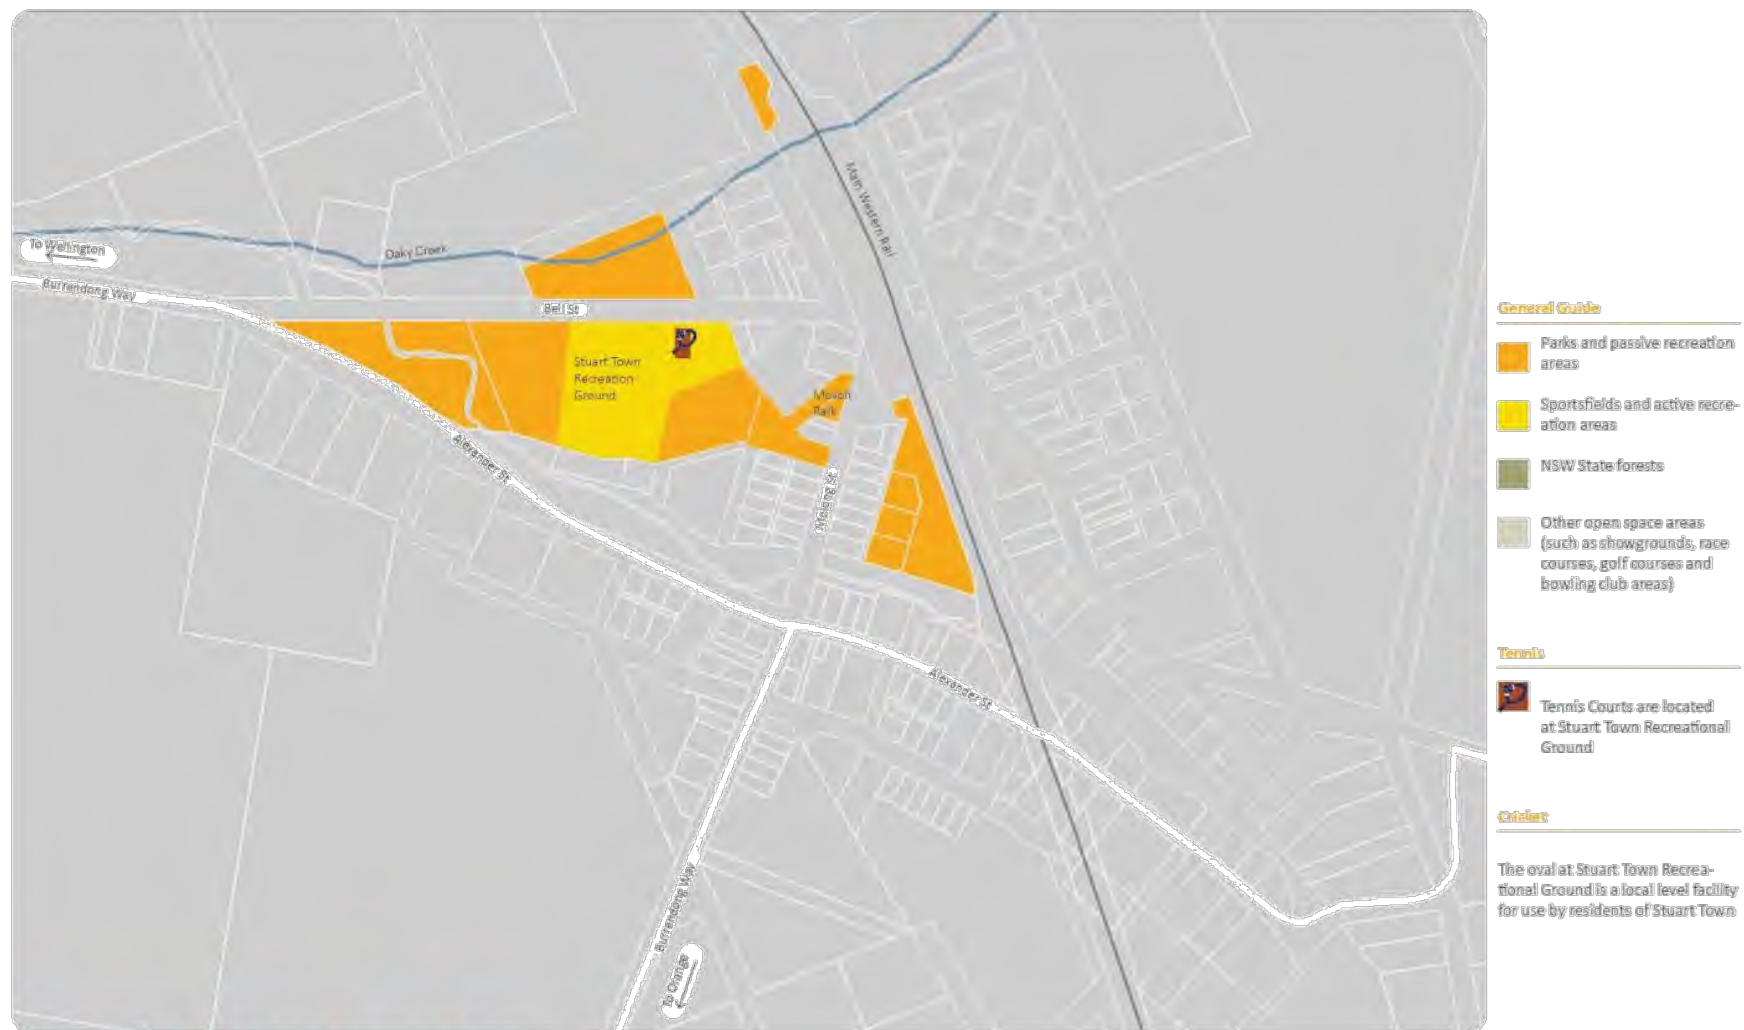 To Wellington
Burrendong Way
Oaky Creek
Bell St
Main Western Rail
Stuart Town
Recreation
Ground
Moxon
Park
Alexander St
Molong St
Alexander St
Burrendong Way
To Orange
General Guide
Parks and passive recreation
areas
Sportsfields and active recre-
ation areas
NSW State forests
Other open space areas
(such as showgrounds, race
courses, golf courses and
bowling club areas)
Tennis
Tennis Courts are located
at Stuart Town Recreational
Ground
Cricket
The oval at Stuart Town Recrea-
tional Ground is a local level facility
for use by residents of Stuart Town